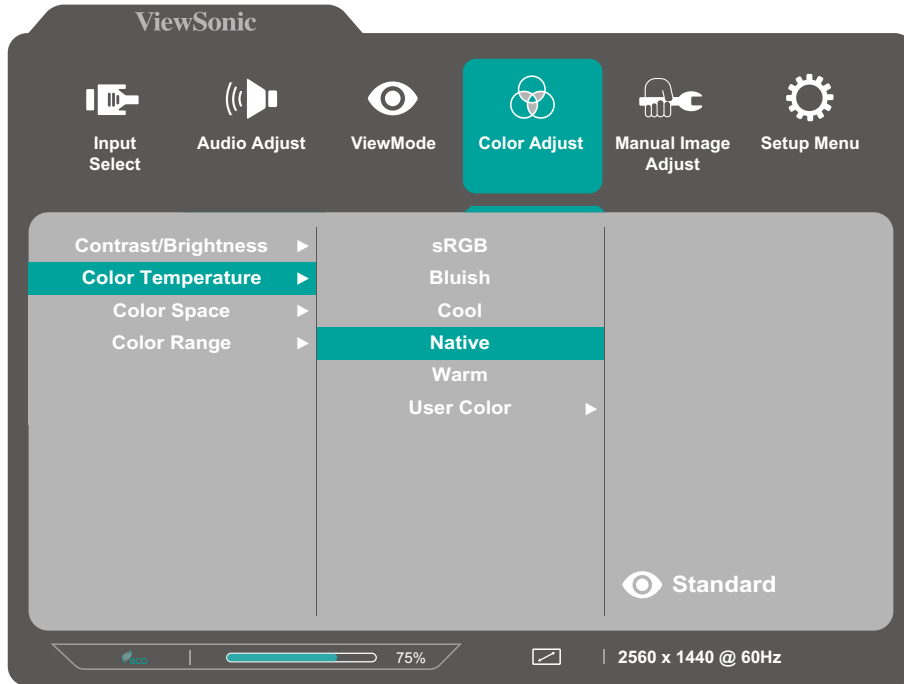 ViewSonic
Input
Select
Audio Adjust
ViewMode
Color Adjust
Manual Image
Adjust
Setup Menu
Contrast/Brightness
Color Temperature
Color Space
Color Range
sRGB
Bluish
Cool
Native
Warm
User Color
Standard
eco
75%
2560 x 1440 @ 60Hz